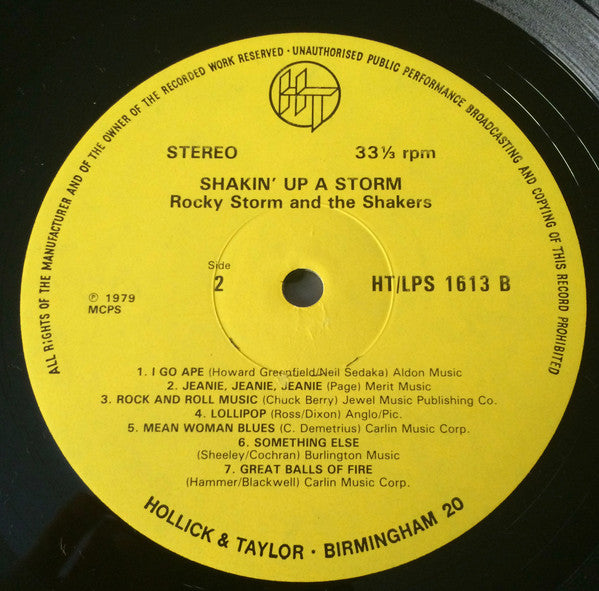 ALL RIGHTS OF THE MANUFACTURER AND OF THE OWNER OF THE RECORDED WORK RESERVED · UNAUTHORISED PUBLIC PERFORMANCE BROADCASTING AND COPYING OF THIS RECORD PROHIBITED
HT
STEREO 33⅓ rpm
SHAKIN' UP A STORM
Rocky Storm and the Shakers
Side
2 HT/LPS 1613 B
℗ 1979
MCPS
1. I GO APE (Howard Greenfield/Neil Sedaka) Aldon Music
2. JEANIE, JEANIE, JEANIE (Page) Merit Music
3. ROCK AND ROLL MUSIC (Chuck Berry) Jewel Music Publishing Co.
4. LOLLIPOP (Ross/Dixon) Anglo/Pic.
5. MEAN WOMAN BLUES (C. Demetrius) Carlin Music Corp.
6. SOMETHING ELSE
(Sheeley/Cochran) Burlington Music
7. GREAT BALLS OF FIRE
(Hammer/Blackwell) Carlin Music Corp.
HOLLICK & TAYLOR · BIRMINGHAM 20